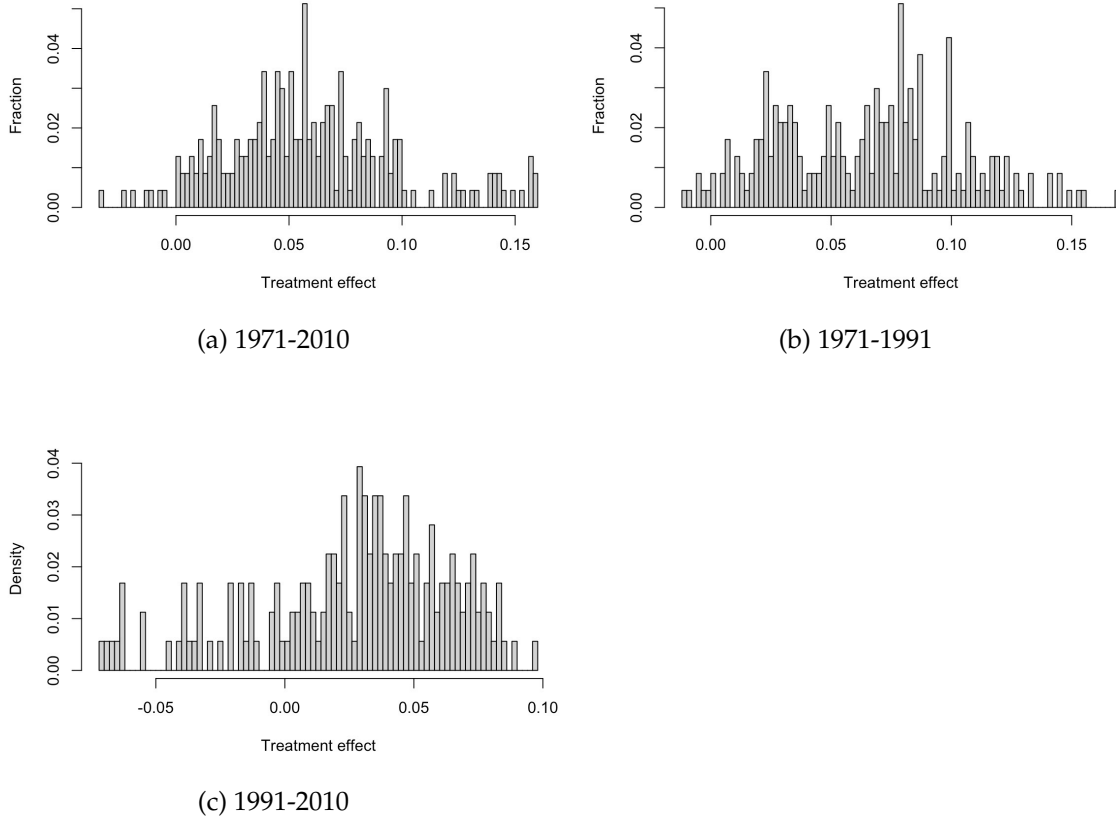 Fraction
0.00 0.02 0.04
0.00 0.05 0.10 0.15
Treatment effect
(a) 1971-2010
Fraction
0.00 0.02 0.04
0.00 0.05 0.10 0.15
Treatment effect
(b) 1971-1991
Density
0.00 0.01 0.02 0.03 0.04
-0.05 0.00 0.05 0.10
Treatment effect
(c) 1991-2010